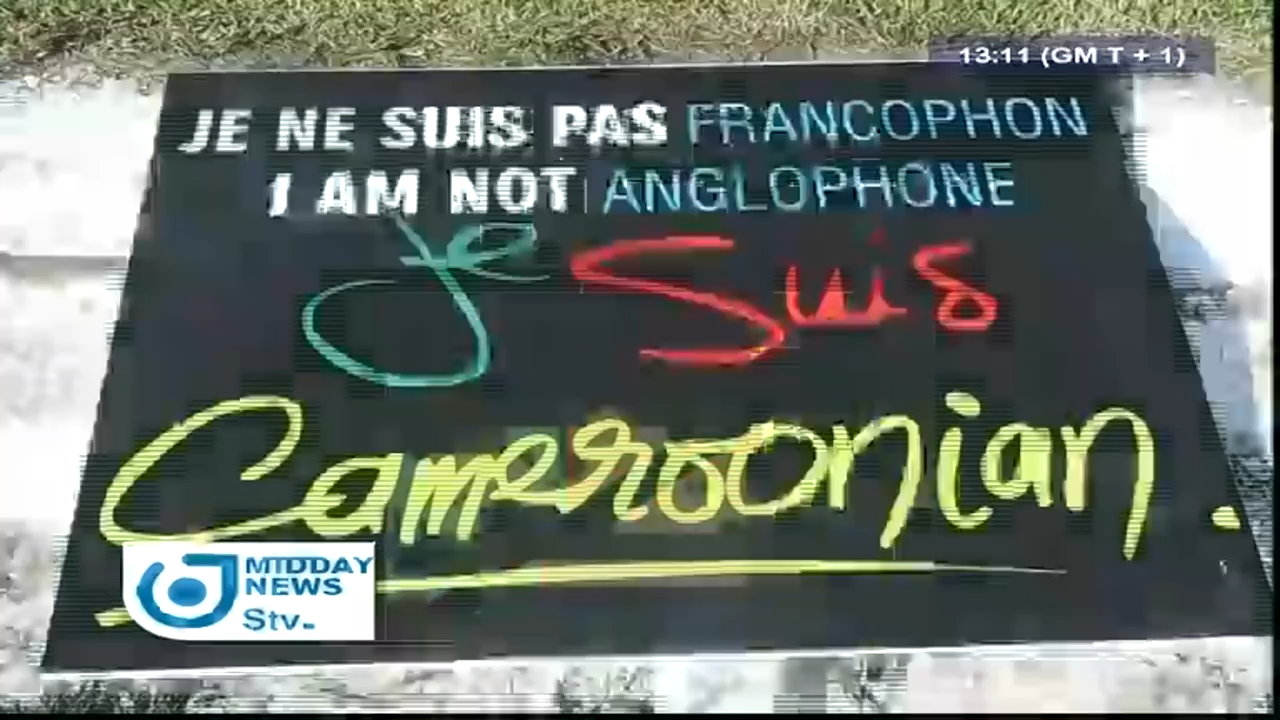 13:11 (GMT + 1)
JE NE SUIS PAS FRANCOPHON
I AM NOT ANGLOPHONE
Je Suis
Cameroonian.
MIDDAY
NEWS
Stv